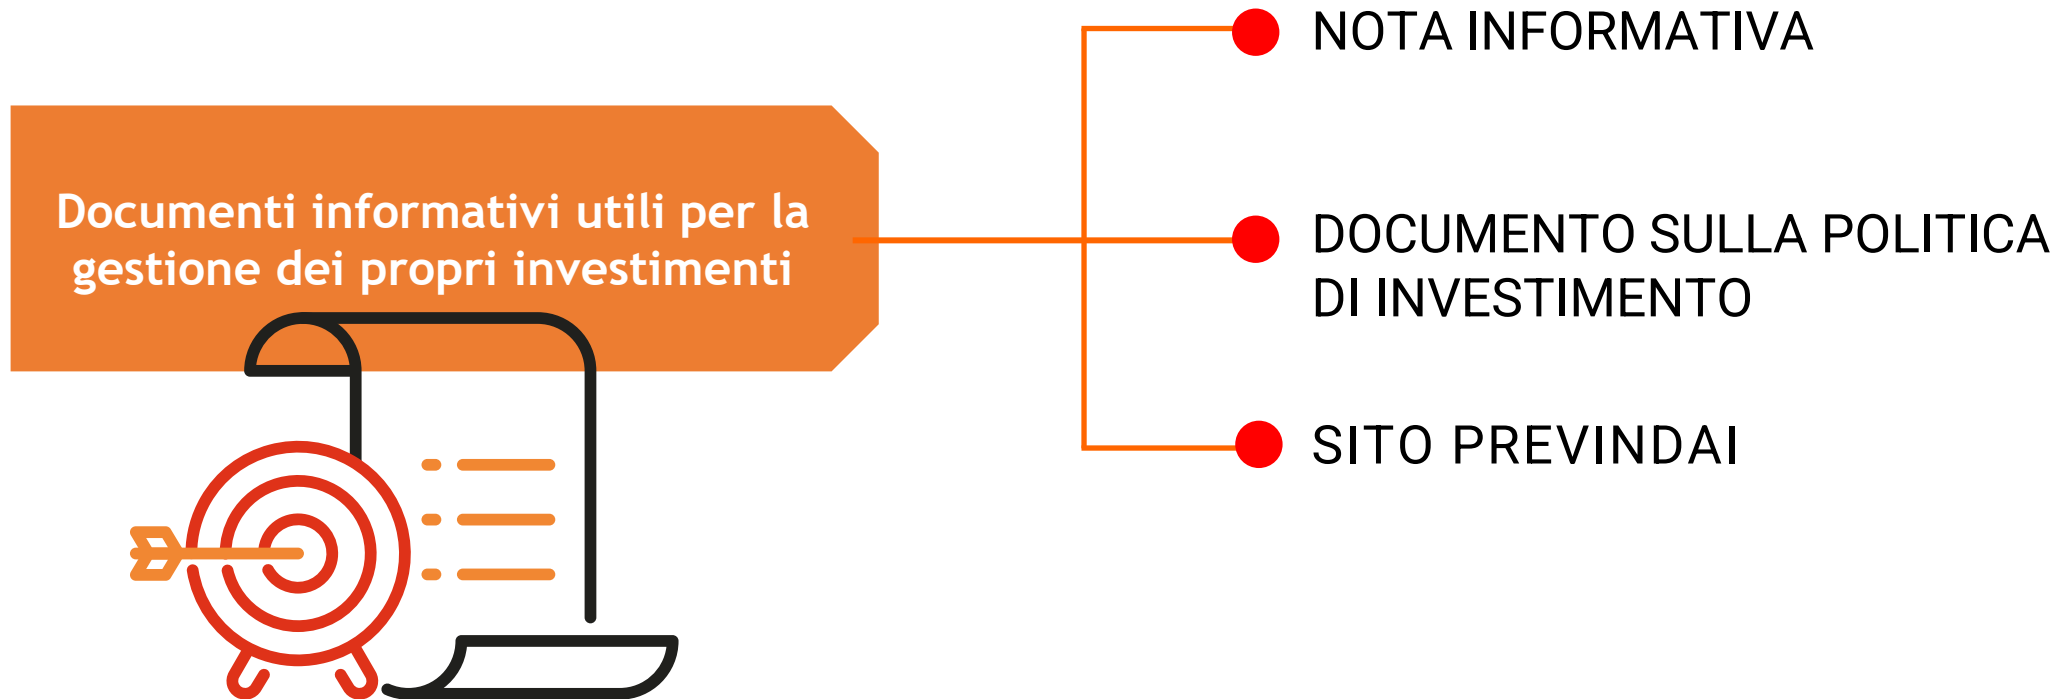 Documenti informativi utili per la
gestione dei propri investimenti
NOTA INFORMATIVA
DOCUMENTO SULLA POLITICA
DI INVESTIMENTO
SITO PREVINDAI